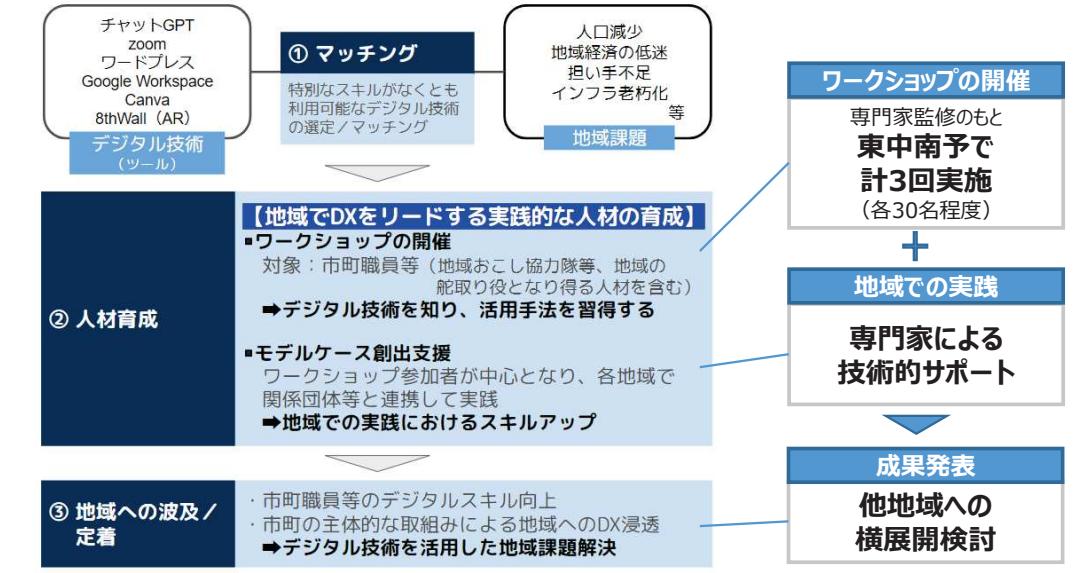 チャットGPT
zoom
ワードプレス
Google Workspace
Canva
8thWall（AR）
デジタル技術
（ツール）
① マッチング
特別なスキルがなくとも
利用可能なデジタル技術
の選定／マッチング
人口減少
地域経済の低迷
担い手不足
インフラ老朽化
等
地域課題
② 人材育成
【地域でDXをリードする実践的な人材の育成】
▪ワークショップの開催
対象：市町職員等（地域おこし協力隊等、地域の
舵取り役となり得る人材を含む）
➡デジタル技術を知り、活用手法を習得する
▪モデルケース創出支援
ワークショップ参加者が中心となり、各地域で
関係団体等と連携して実践
➡地域での実践におけるスキルアップ
③ 地域への波及／
定着
・市町職員等のデジタルスキル向上
・市町の主体的な取組みによる地域へのDX浸透
➡デジタル技術を活用した地域課題解決
ワークショップの開催
専門家監修のもと
東中南予で
計3回実施
（各30名程度）
＋
地域での実践
専門家による
技術的サポート
成果発表
他地域への
横展開検討